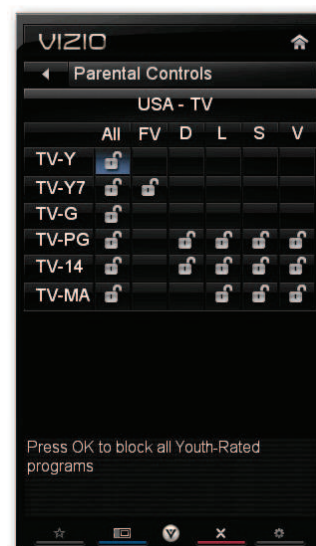 VIZIO
Parental Controls
USA - TV
All FV D L S V
TV-Y
TV-Y7
TV-G
TV-PG
TV-14
TV-MA
Press OK to block all Youth-Rated
programs
V